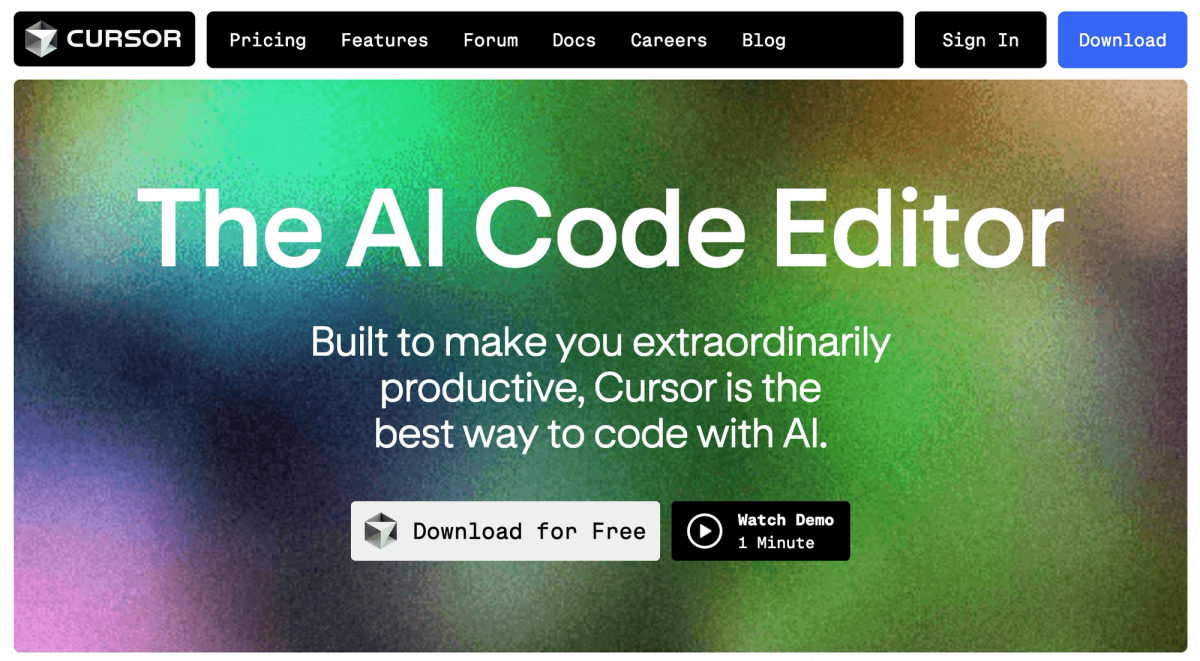 CURSOR
Pricing Features Forum Docs Careers Blog
Sign In
Download
The AI Code Editor
Built to make you extraordinarily
productive, Cursor is the
best way to code with AI.
Download for Free
Watch Demo
1 Minute